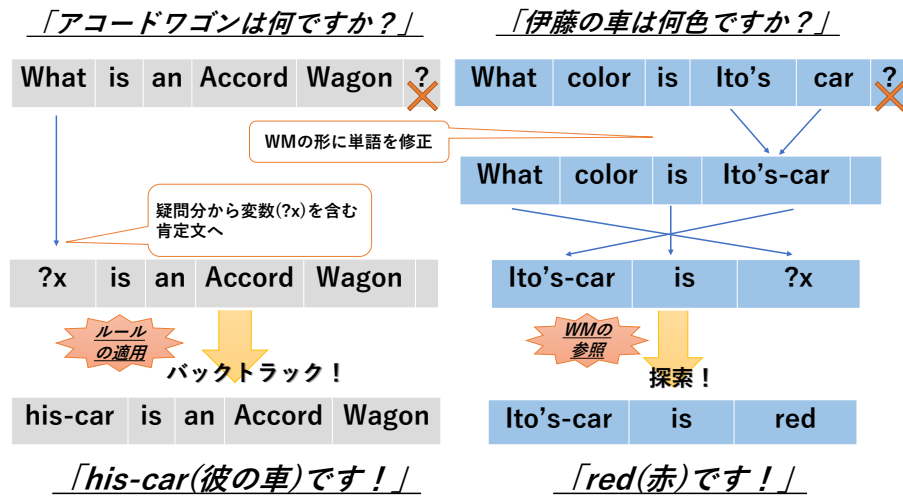 「アコードワゴンは何ですか？」
What is an Accord Wagon ?
疑問分から変数(?x)を含む
肯定文へ
?x is an Accord Wagon
ルール
の適用
バックトラック！
his-car is an Accord Wagon
「his-car(彼の車)です！」
「伊藤の車は何色ですか？」
What color is Ito's car ?
WMの形に単語を修正
What color is Ito's-car
Ito's-car is ?x
WMの
参照
探索！
Ito's-car is red
「red(赤)です！」